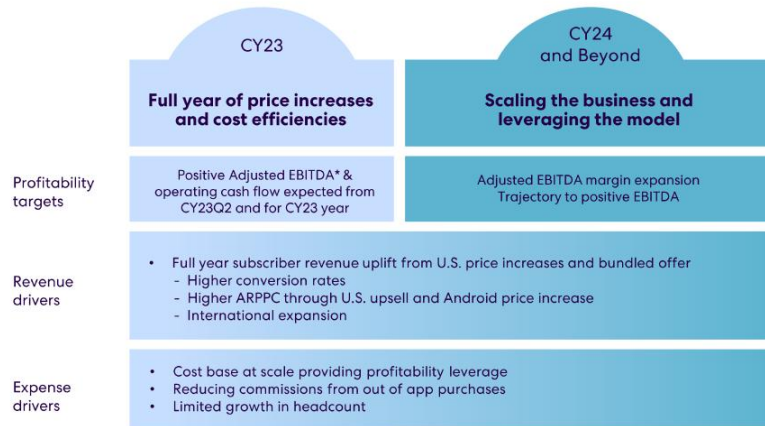 CY23
CY24
and Beyond
Full year of price increases
and cost efficiencies
Scaling the business and
leveraging the model
Profitability
targets
Positive Adjusted EBITDA* &
operating cash flow expected from
CY23Q2 and for CY23 year
Adjusted EBITDA margin expansion
Trajectory to positive EBITDA
Revenue
drivers
• Full year subscriber revenue uplift from U.S. price increases and bundled offer
- Higher conversion rates
- Higher ARPPC through U.S. upsell and Android price increase
- International expansion
Expense
drivers
• Cost base at scale providing profitability leverage
• Reducing commissions from out of app purchases
• Limited growth in headcount